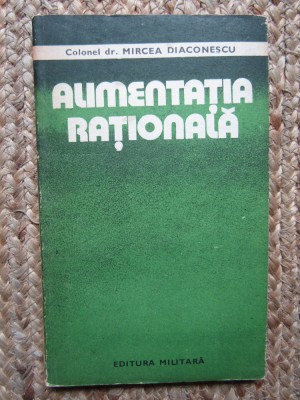 Colonel dr. MIRCEA DIACONESCU
ALIMENTAȚIA
RAȚIONALĂ
EDITURA MILITARĂ